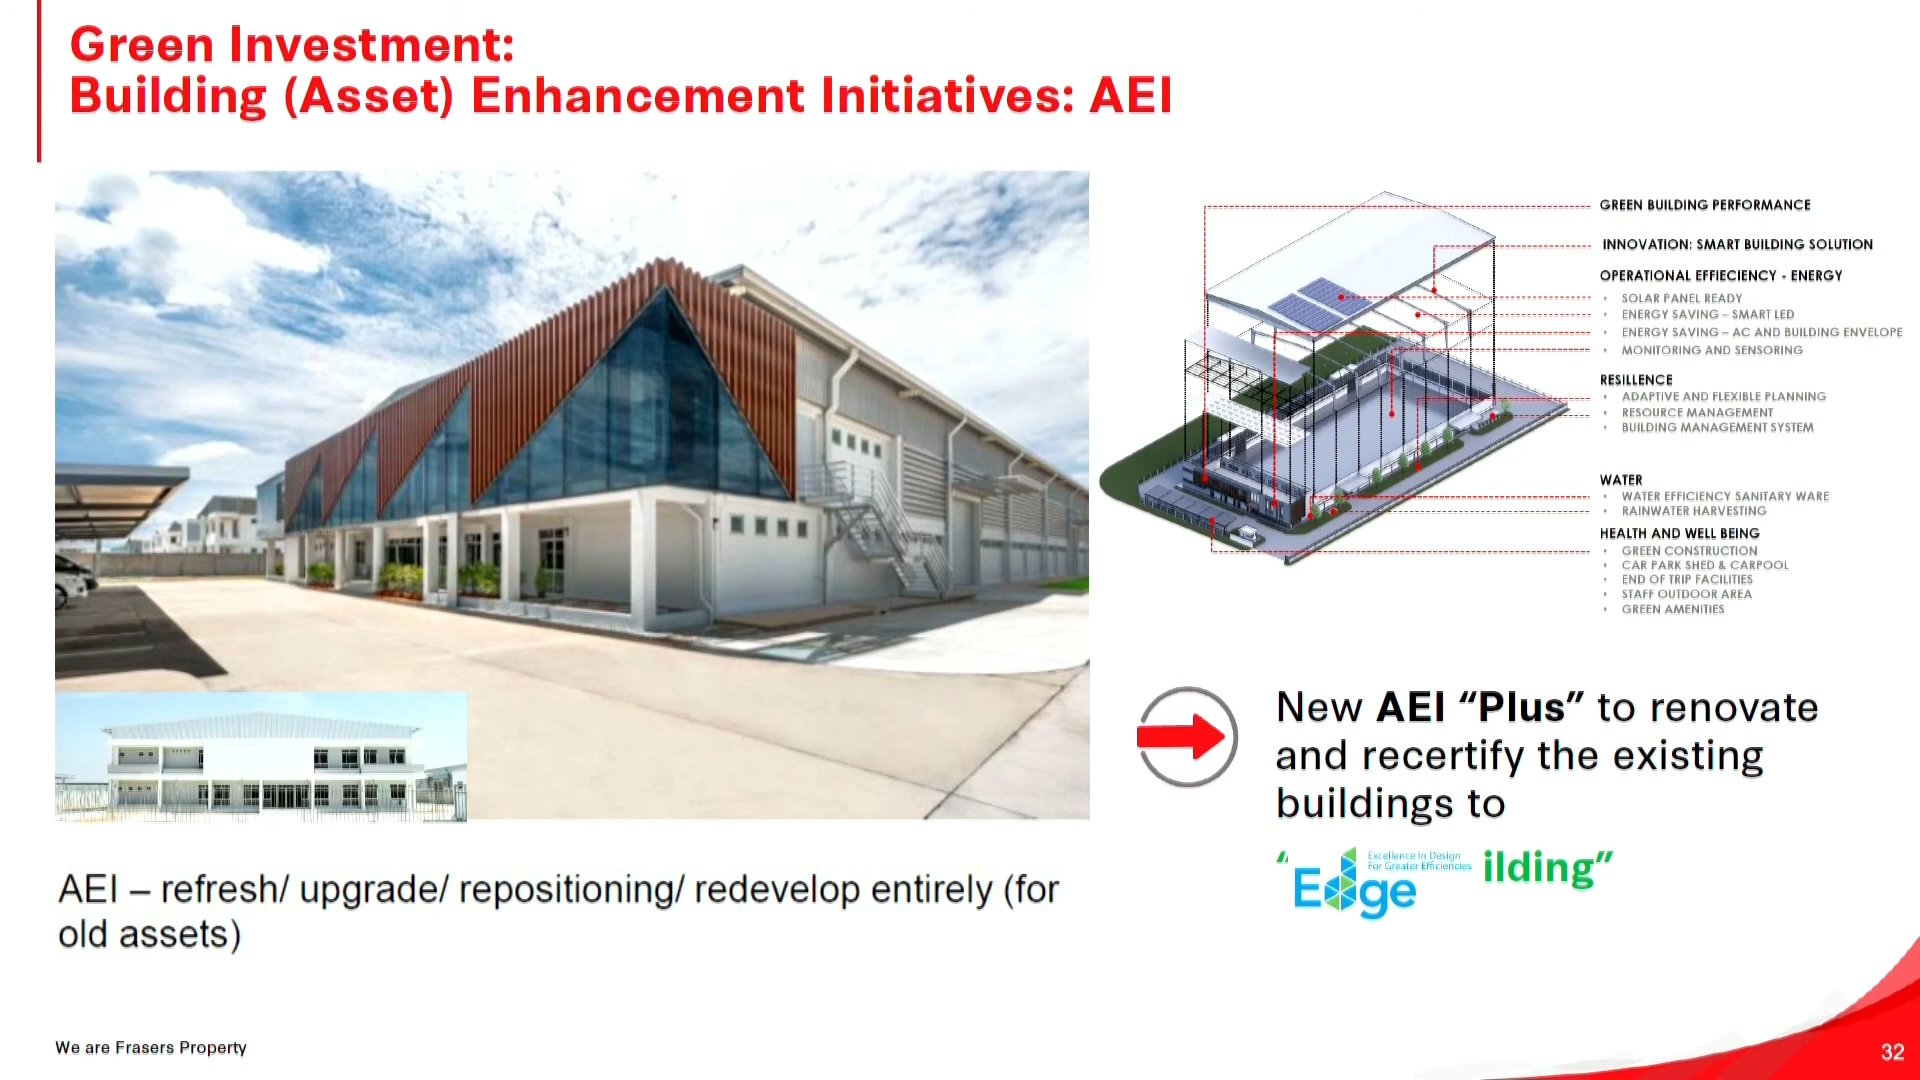 Green Investment:
Building (Asset) Enhancement Initiatives: AEI
GREEN BUILDING PERFORMANCE
INNOVATION: SMART BUILDING SOLUTION
OPERATIONAL EFFIECIENCY - ENERGY
• SOLAR PANEL READY
• ENERGY SAVING – SMART LED
• ENERGY SAVING – AC AND BUILDING ENVELOPE
• MONITORING AND SENSORING
RESILLENCE
• ADAPTIVE AND FLEXIBLE PLANNING
• RESOURCE MANAGEMENT
• BUILDING MANAGEMENT SYSTEM
WATER
• WATER EFFICIENCY SANITARY WARE
• RAINWATER HARVESTING
HEALTH AND WELL BEING
• GREEN CONSTRUCTION
• CAR PARK SHED & CARPOOL
• END OF TRIP FACILITIES
• STAFF OUTDOOR AREA
• GREEN AMENITIES
New AEI “Plus” to renovate
and recertify the existing
buildings to
“Edge Excellence In Design
For Greater Efficiencies ilding”
AEI – refresh/ upgrade/ repositioning/ redevelop entirely (for
old assets)
We are Frasers Property
32